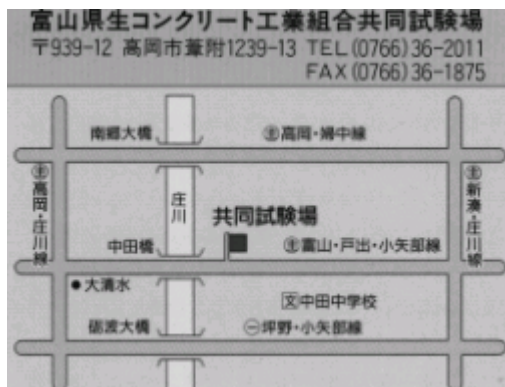 富山県生コンクリート工業組合共同試験場
〒939-12 高岡市葦附1239-13 TEL(0766)36-2011
FAX(0766)36-1875
南郷大橋
㊤高岡・婦中線
㊤高岡・庄川線
庄川
㊤新湊・庄川線
共同試験場
中田橋
㊤富山・戸出・小矢部線
大清水
文中田中学校
砺波大橋
㊀坪野・小矢部線